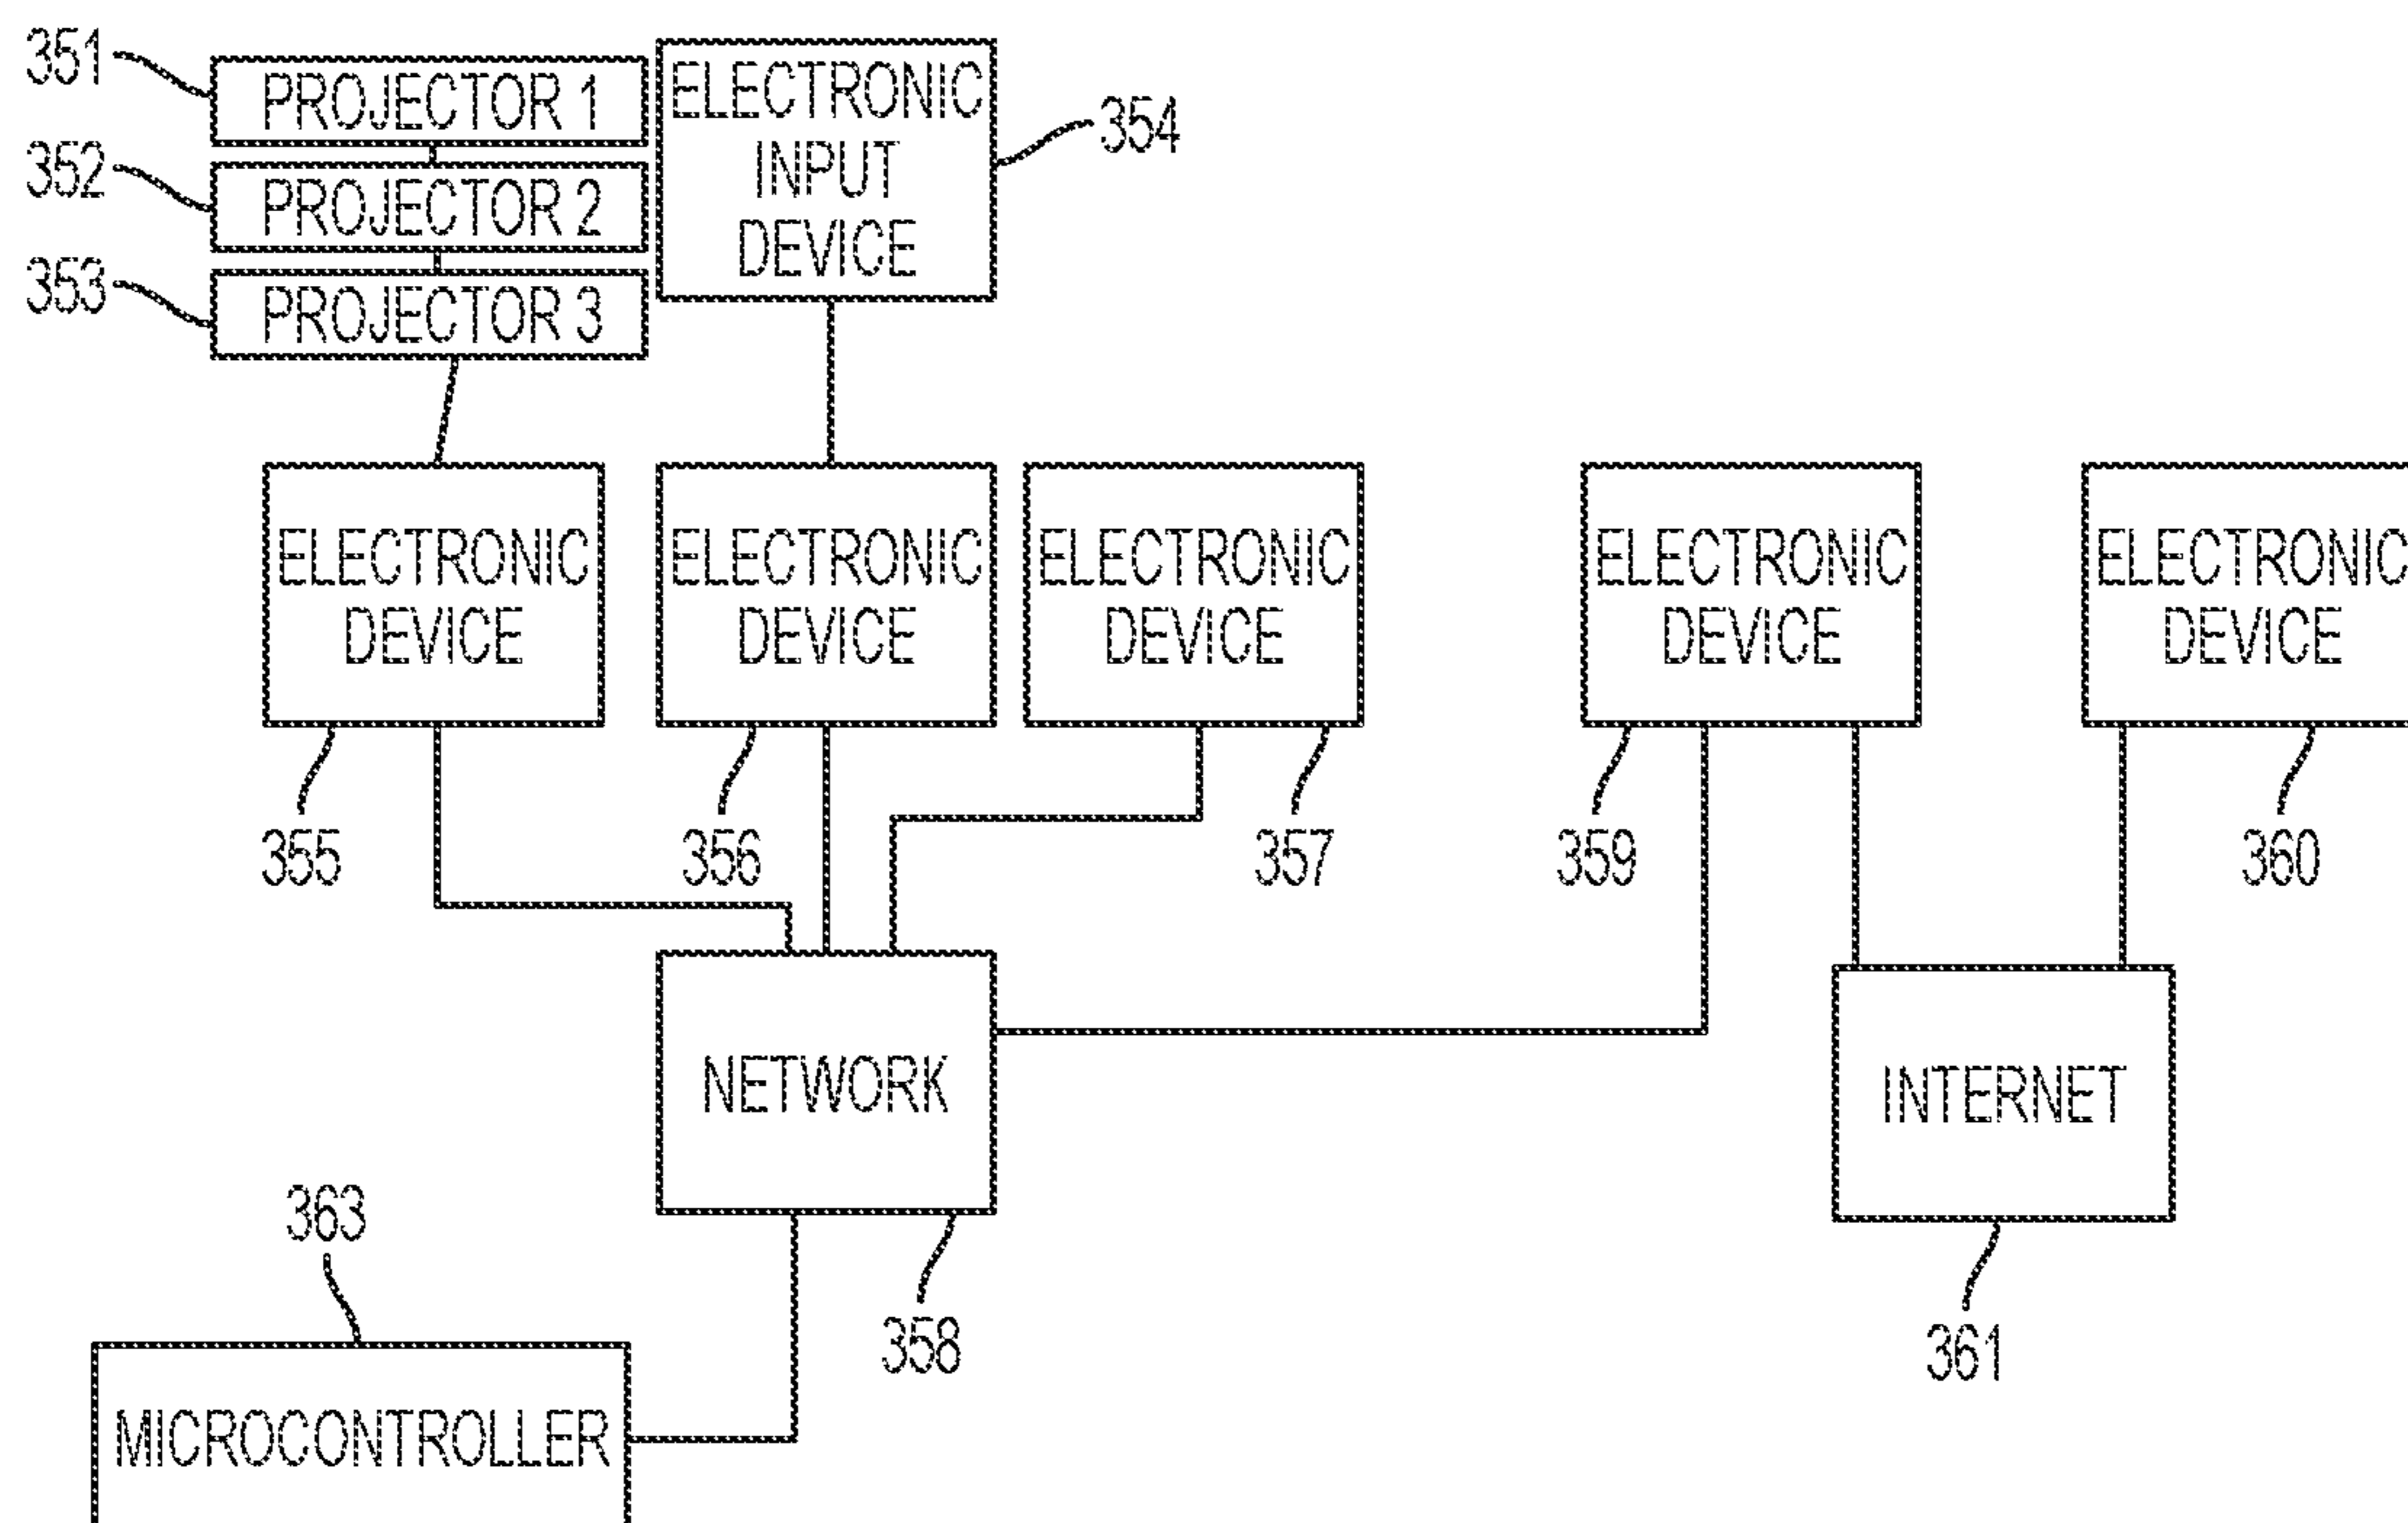 351
PROJECTOR 1
352
PROJECTOR 2
353
PROJECTOR 3
ELECTRONIC
INPUT
DEVICE
354
ELECTRONIC
DEVICE
355
ELECTRONIC
DEVICE
356
ELECTRONIC
DEVICE
357
ELECTRONIC
DEVICE
359
ELECTRONIC
DEVICE
360
NETWORK
358
INTERNET
361
363
MICROCONTROLLER